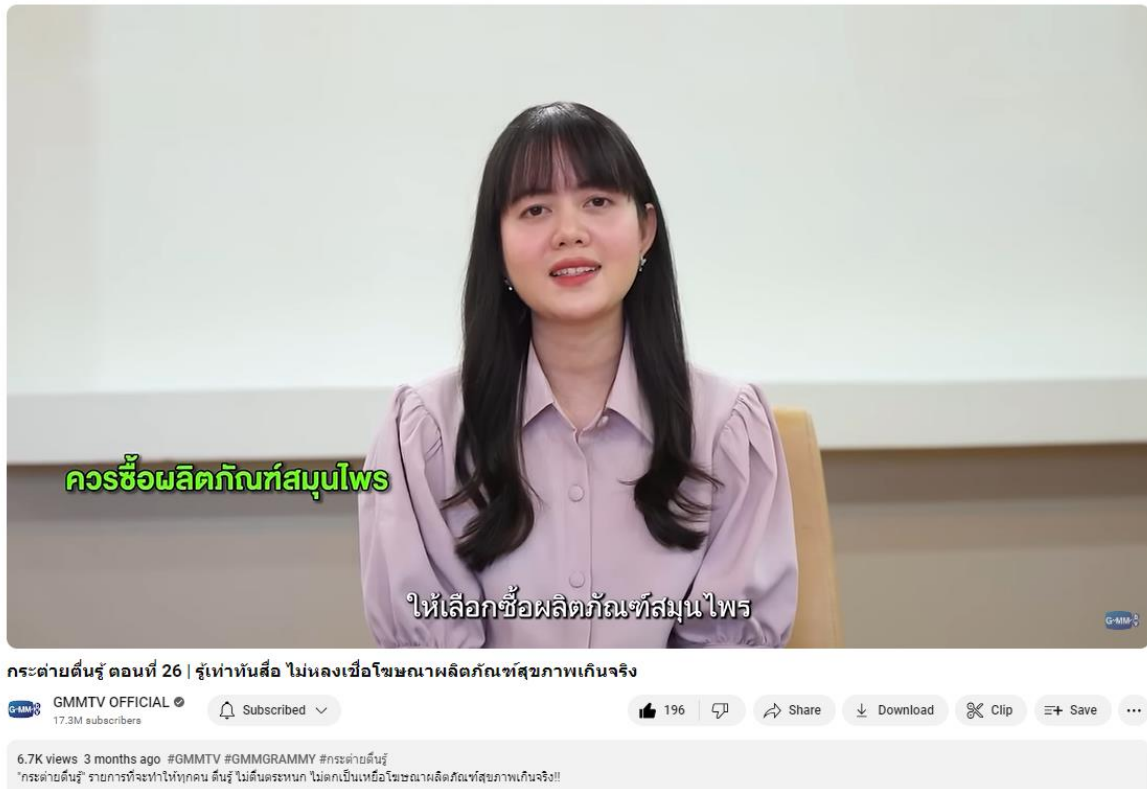 ควรซื้อผลิตภัณฑ์สมุนไพร
ให้เลือกซื้อผลิตภัณฑ์สมุนไพร
กระต่ายตื่นรู้ ตอนที่ 26 | รู้เท่าทันสื่อ ไม่หลงเชื่อโฆษณาผลิตภัณฑ์สุขภาพเกินจริง
GMMTV OFFICIAL
17.3M subscribers
Subscribed
196
Share
Download
Clip
Save
6.7K views 3 months ago #GMMTV #GMMGRAMMY #กระต่ายตื่นรู้
"กระต่ายตื่นรู้" รายการที่จะทำให้ทุกคน ตื่นรู้ ไม่ตื่นตระหนก ไม่ตกเป็นเหยื่อโฆษณาผลิตภัณฑ์สุขภาพเกินจริง!!